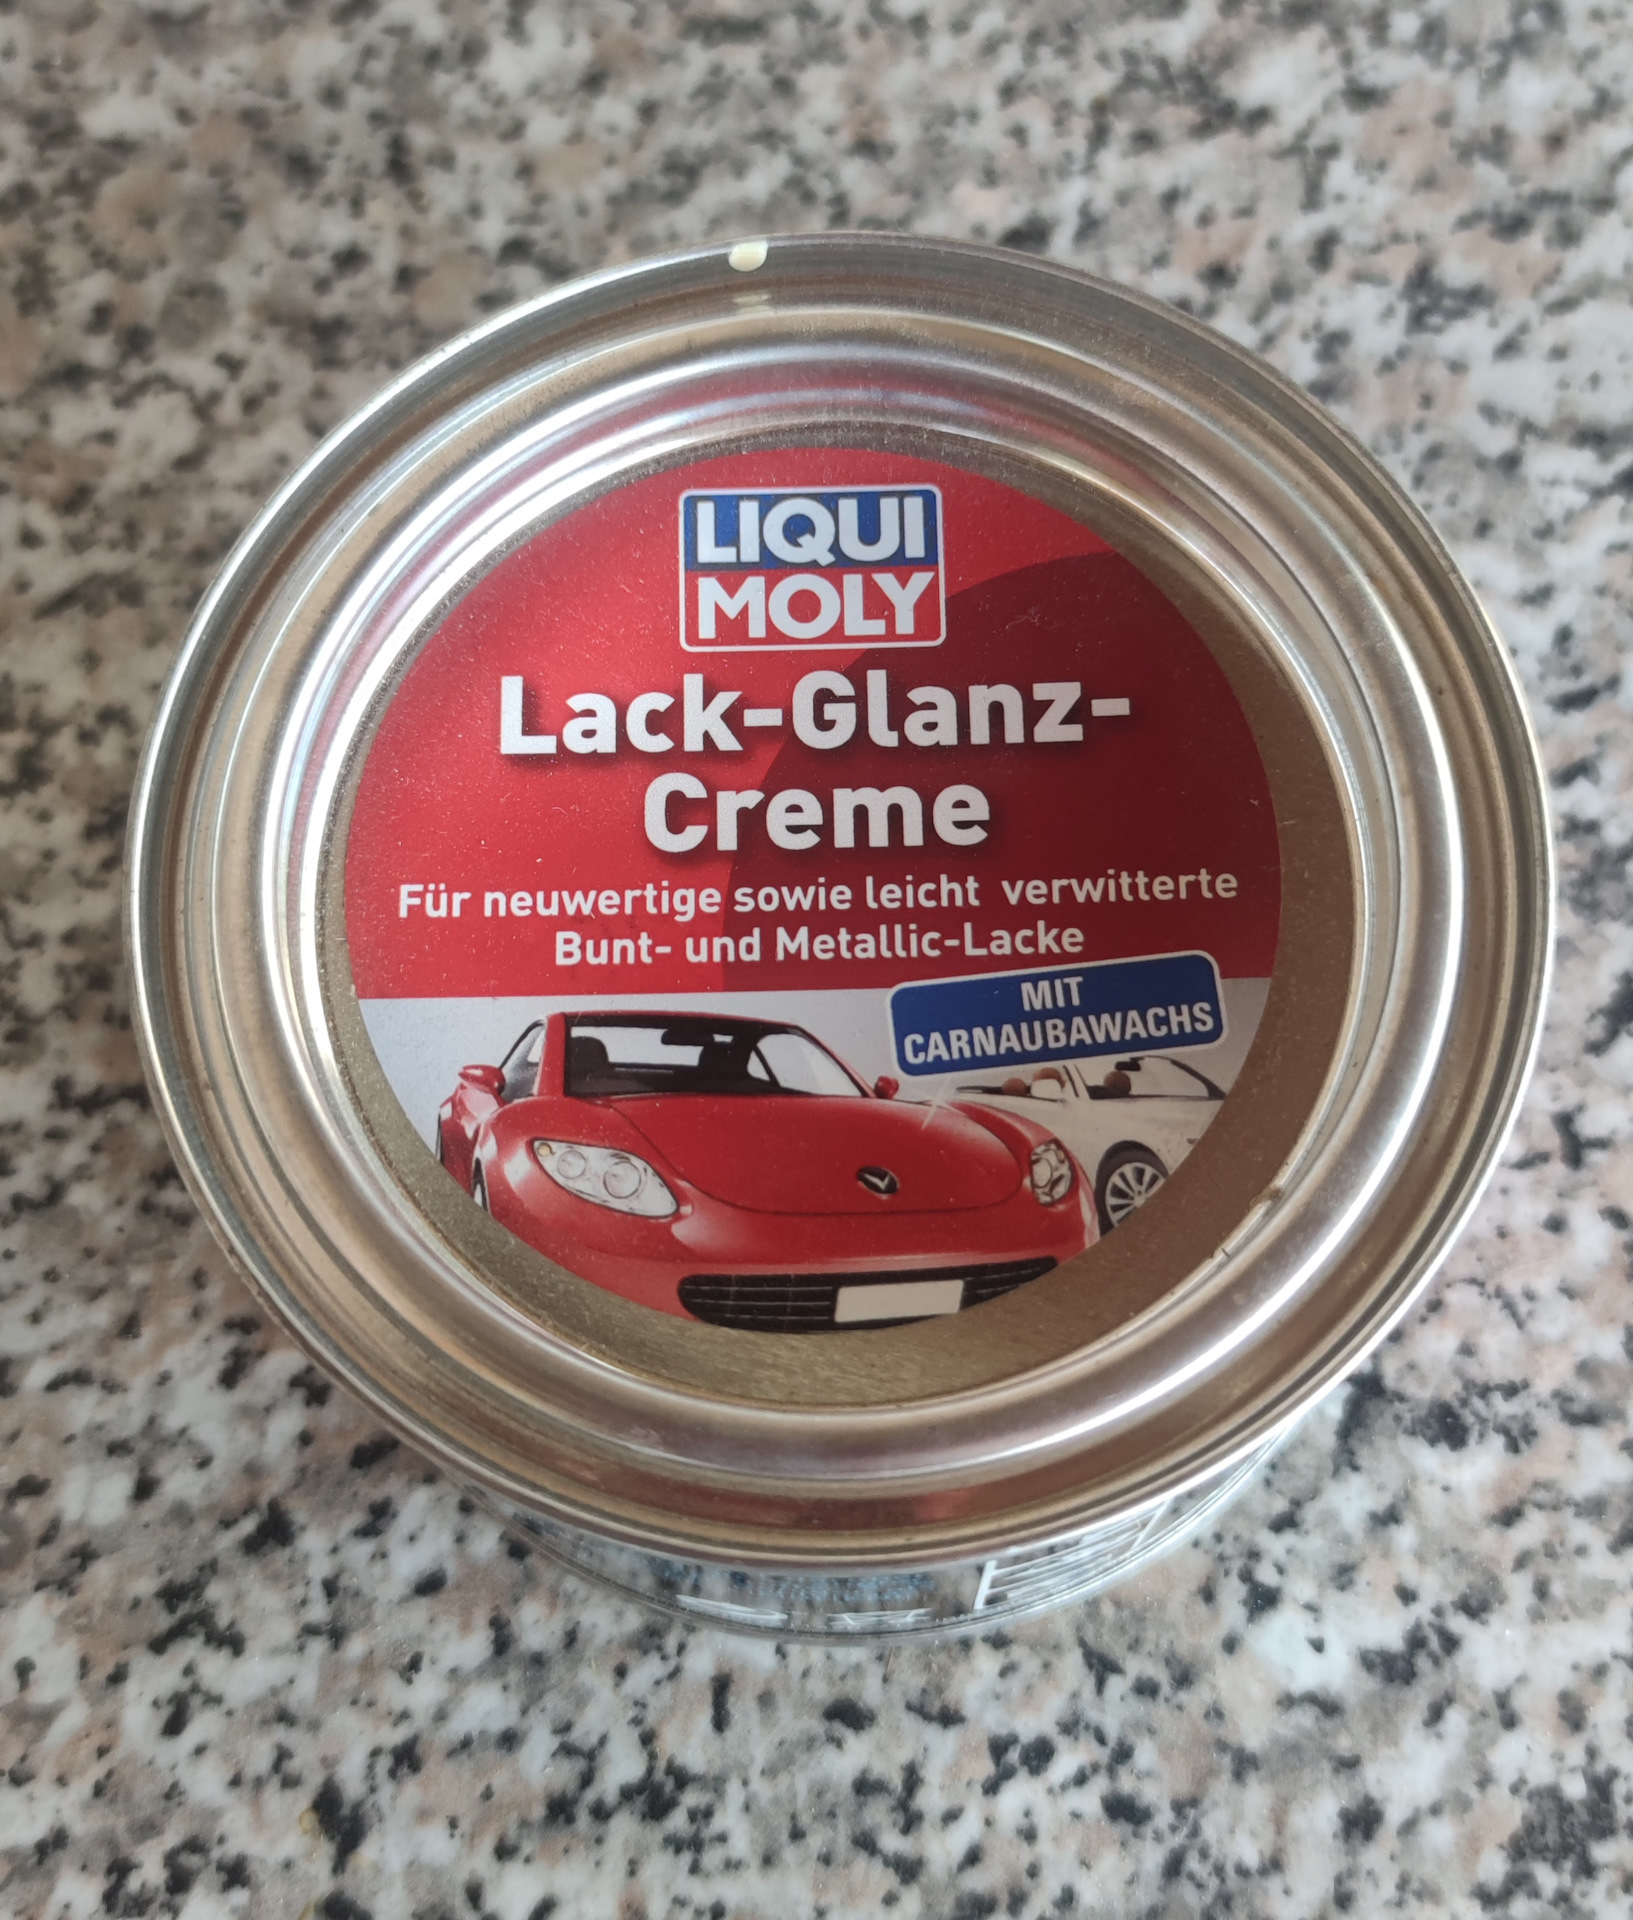 LIQUI
MOLY
Lack-Glanz-
Creme
Für neuwertige sowie leicht verwitterte
Bunt- und Metallic-Lacke
MIT
CARNAUBAWACHS